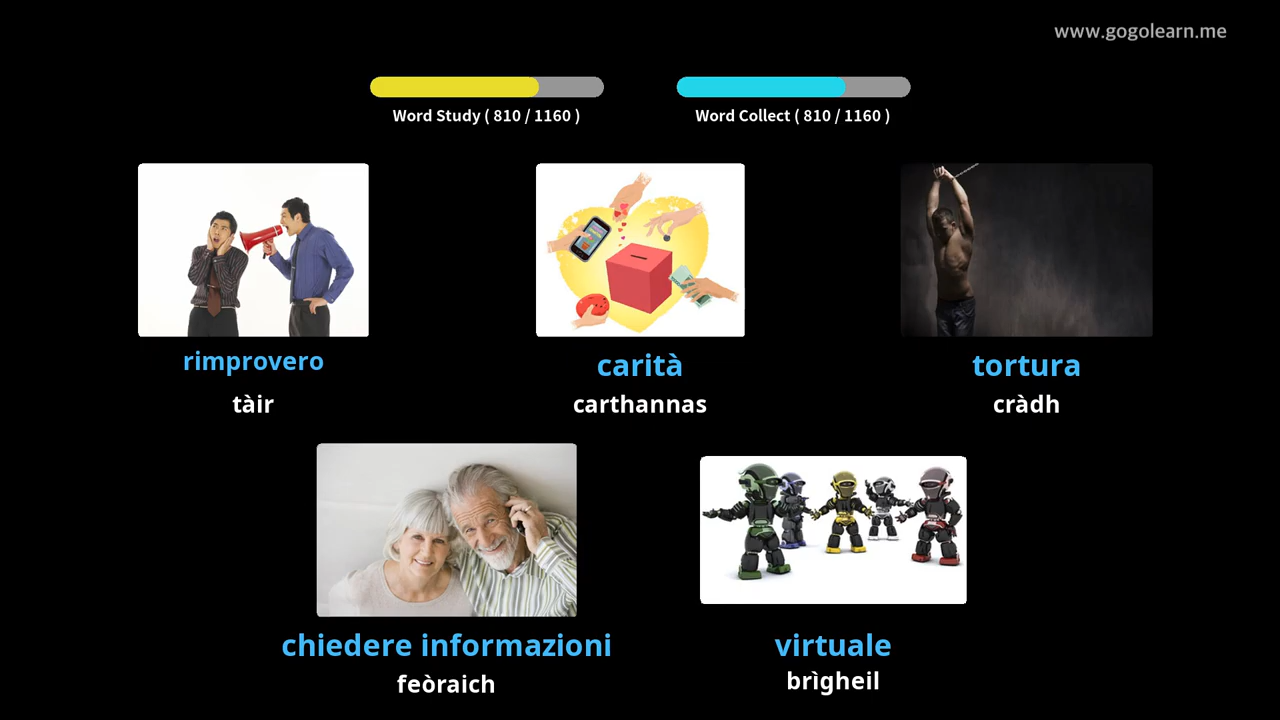 www.gogolearn.me
Word Study ( 810 / 1160 )
Word Collect ( 810 / 1160 )
rimprovero
tàir
carità
carthannas
tortura
cràdh
chiedere informazioni
feòraich
virtuale
brìgheil